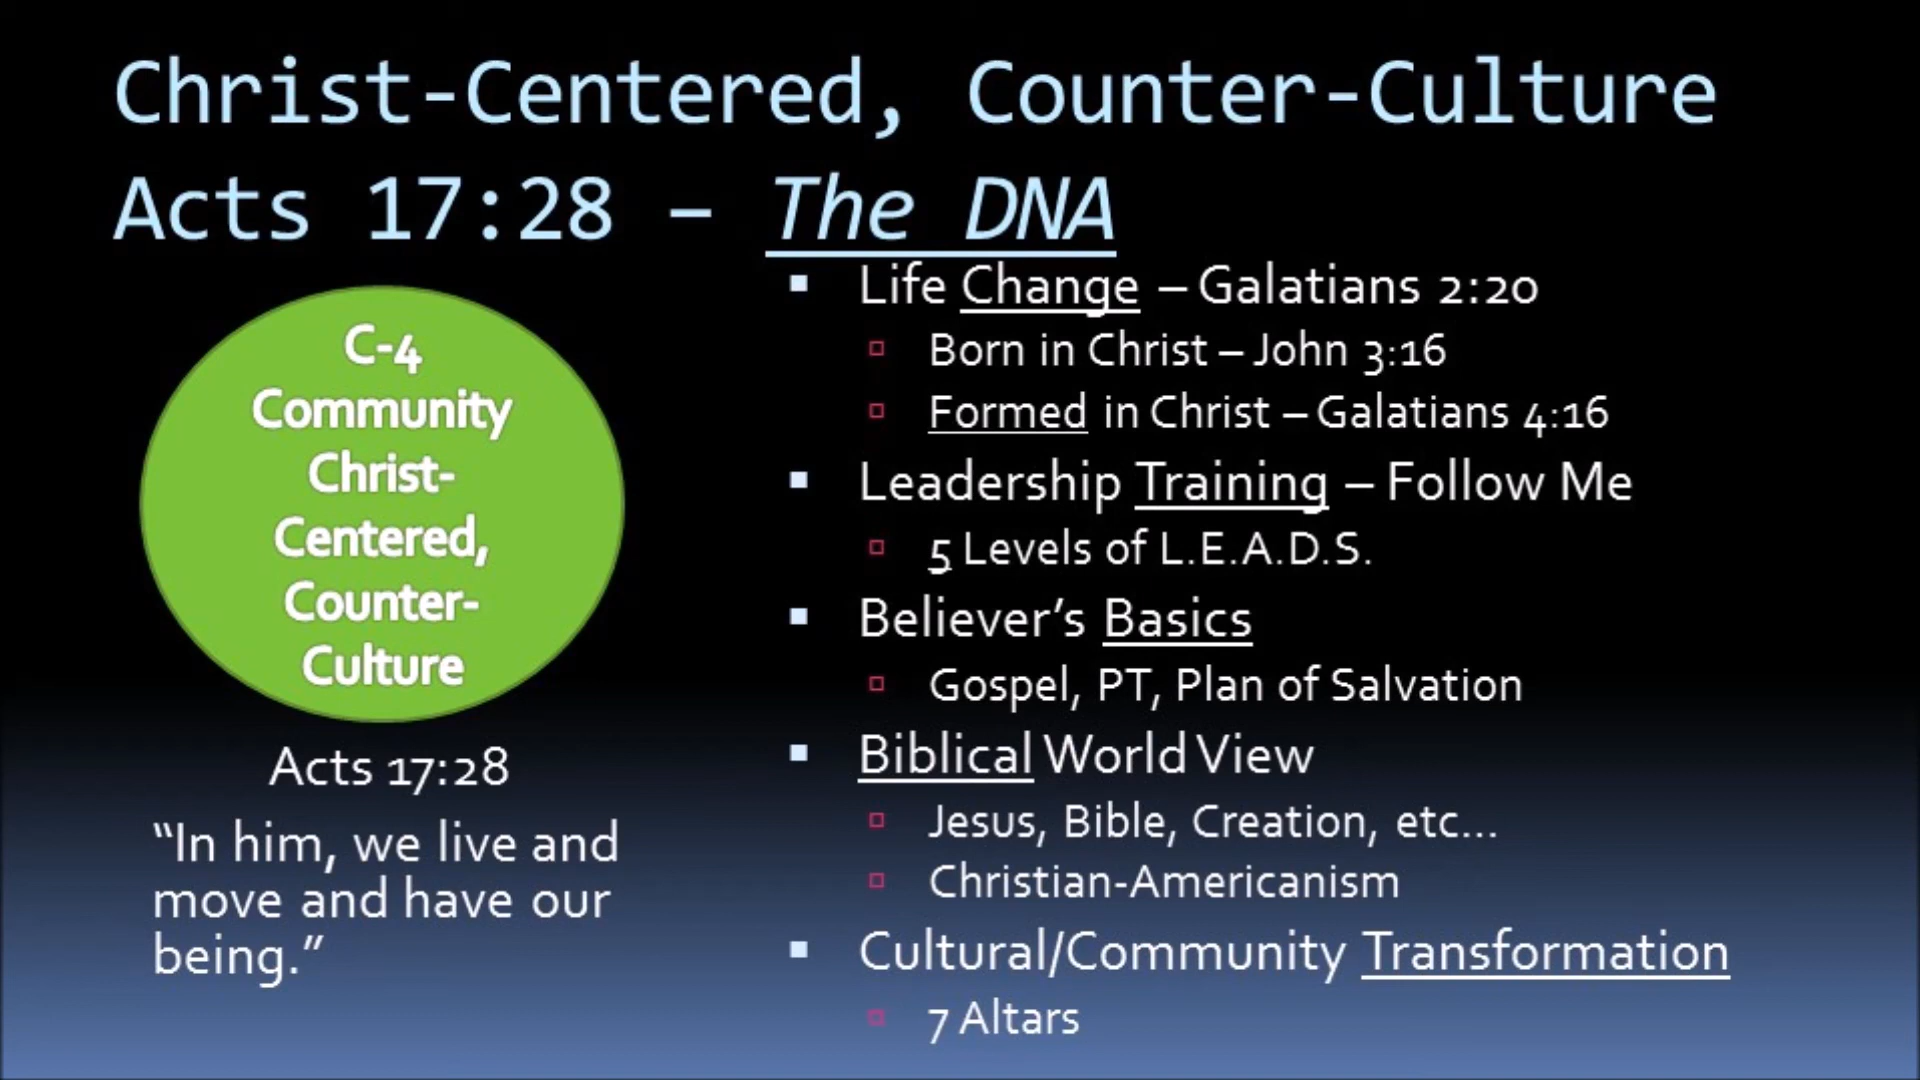 Christ-Centered, Counter-Culture
Acts 17:28 – The DNA
C-4
Community
Christ-
Centered,
Counter-
Culture
Acts 17:28
“In him, we live and
move and have our
being.”
Life Change – Galatians 2:20
Born in Christ – John 3:16
Formed in Christ – Galatians 4:16
Leadership Training – Follow Me
5 Levels of L.E.A.D.S.
Believer’s Basics
Gospel, PT, Plan of Salvation
Biblical World View
Jesus, Bible, Creation, etc…
Christian-Americanism
Cultural/Community Transformation
7 Altars